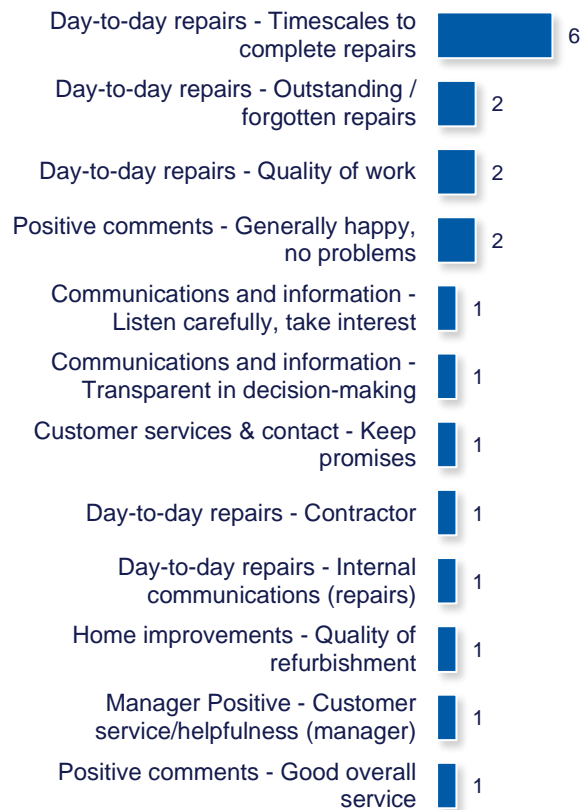 Day-to-day repairs - Timescales to
complete repairs
6
Day-to-day repairs - Outstanding /
forgotten repairs
2
Day-to-day repairs - Quality of work
2
Positive comments - Generally happy,
no problems
2
Communications and information -
Listen carefully, take interest
1
Communications and information -
Transparent in decision-making
1
Customer services & contact - Keep
promises
1
Day-to-day repairs - Contractor
1
Day-to-day repairs - Internal
communications (repairs)
1
Home improvements - Quality of
refurbishment
1
Manager Positive - Customer
service/helpfulness (manager)
1
Positive comments - Good overall
service
1